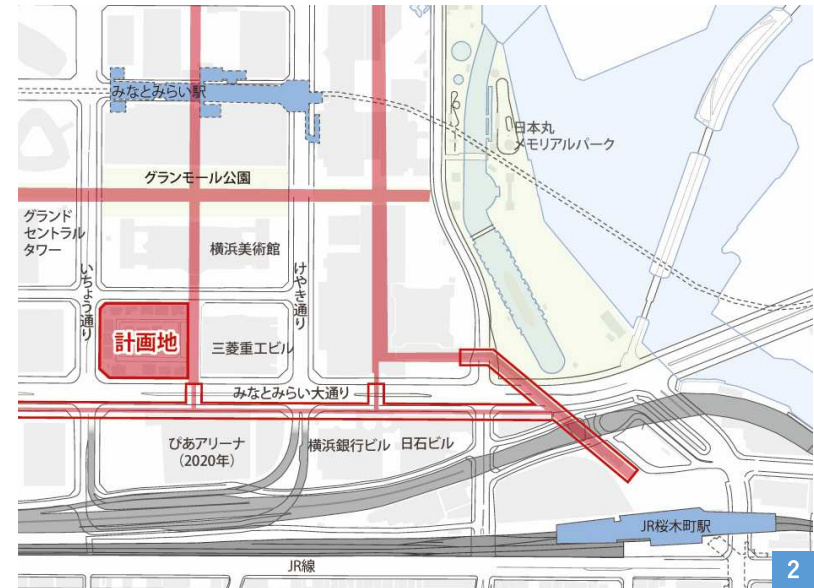 みなとみらい駅
日本丸
メモリアルパーク
グランモール公園
グランド
セントラル
タワー
横浜美術館
いちょう通り
けやき通り
計画地
三菱重工ビル
みなとみらい大通り
ぴあアリーナ
（2020年）
横浜銀行ビル
日石ビル
JR桜木町駅
JR線
2